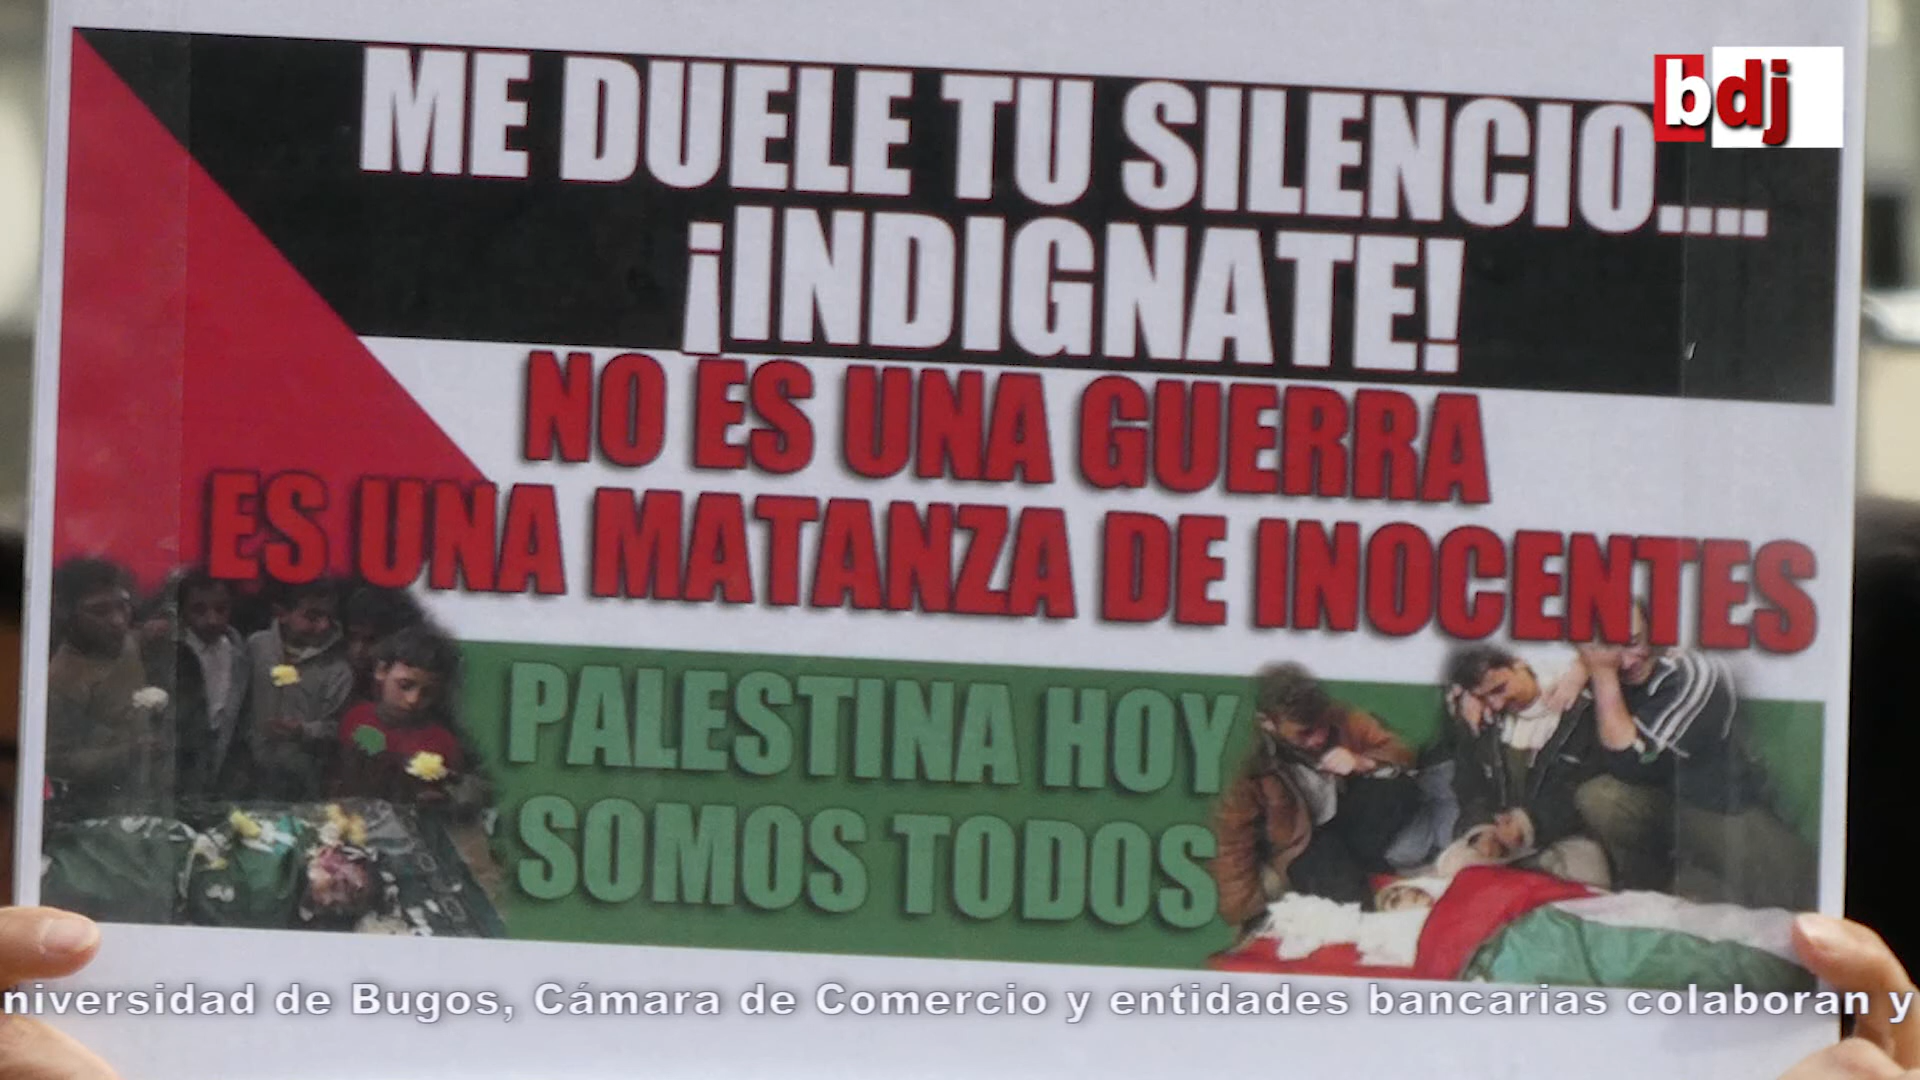 bdj
ME DUELE TU SILENCIO....
¡INDIGNATE!
NO ES UNA GUERRA
ES UNA MATANZA DE INOCENTES
PALESTINA HOY
SOMOS TODOS
niversidad de Bugos, Cámara de Comercio y entidades bancarias colaboran y